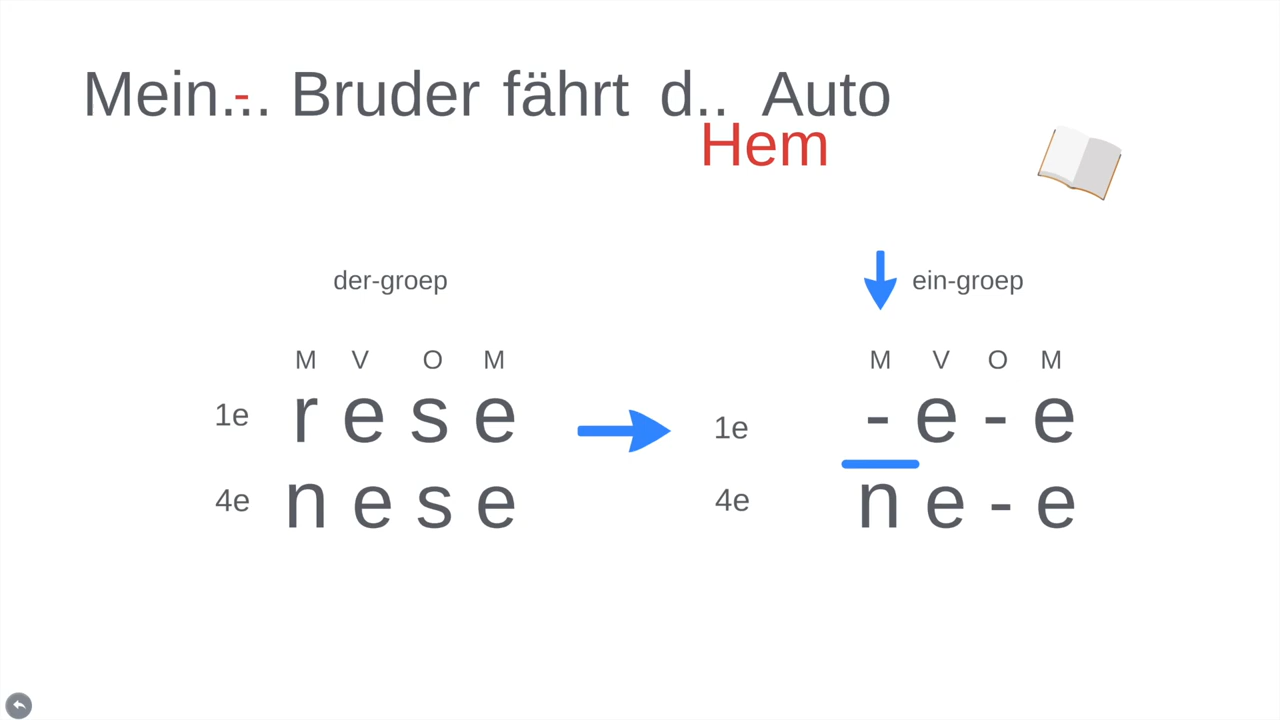 Mein.-.. Bruder fährt d.. Auto
Hem
der-groep
ein-groep
M V O M
M V O M
1e r e s e
1e - e - e
4e n e s e
4e n e - e